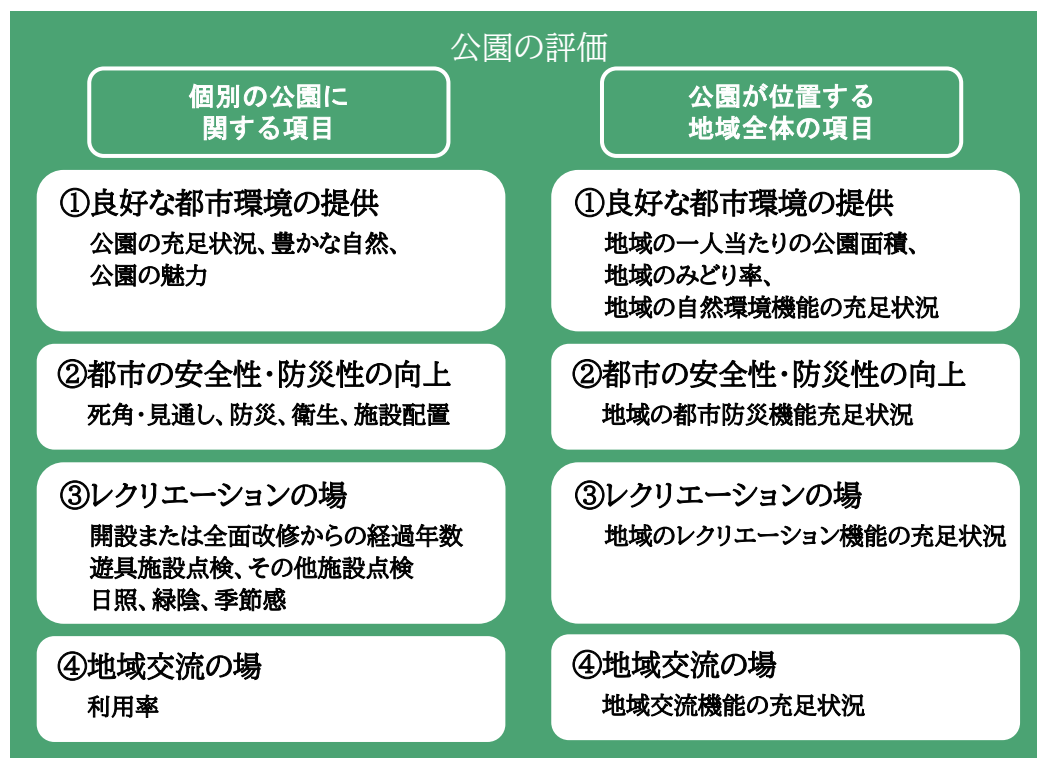 公園の評価
個別の公園に
関する項目
①良好な都市環境の提供
公園の充足状況、豊かな自然、
公園の魅力
②都市の安全性・防災性の向上
死角・見通し、防災、衛生、施設配置
③レクリエーションの場
開設または全面改修からの経過年数
遊具施設点検、その他施設点検
日照、緑陰、季節感
④地域交流の場
利用率
公園が位置する
地域全体の項目
①良好な都市環境の提供
地域の一人当たりの公園面積、
地域のみどり率、
地域の自然環境機能の充足状況
②都市の安全性・防災性の向上
地域の都市防災機能充足状況
③レクリエーションの場
地域のレクリエーション機能の充足状況
④地域交流の場
地域交流機能の充足状況